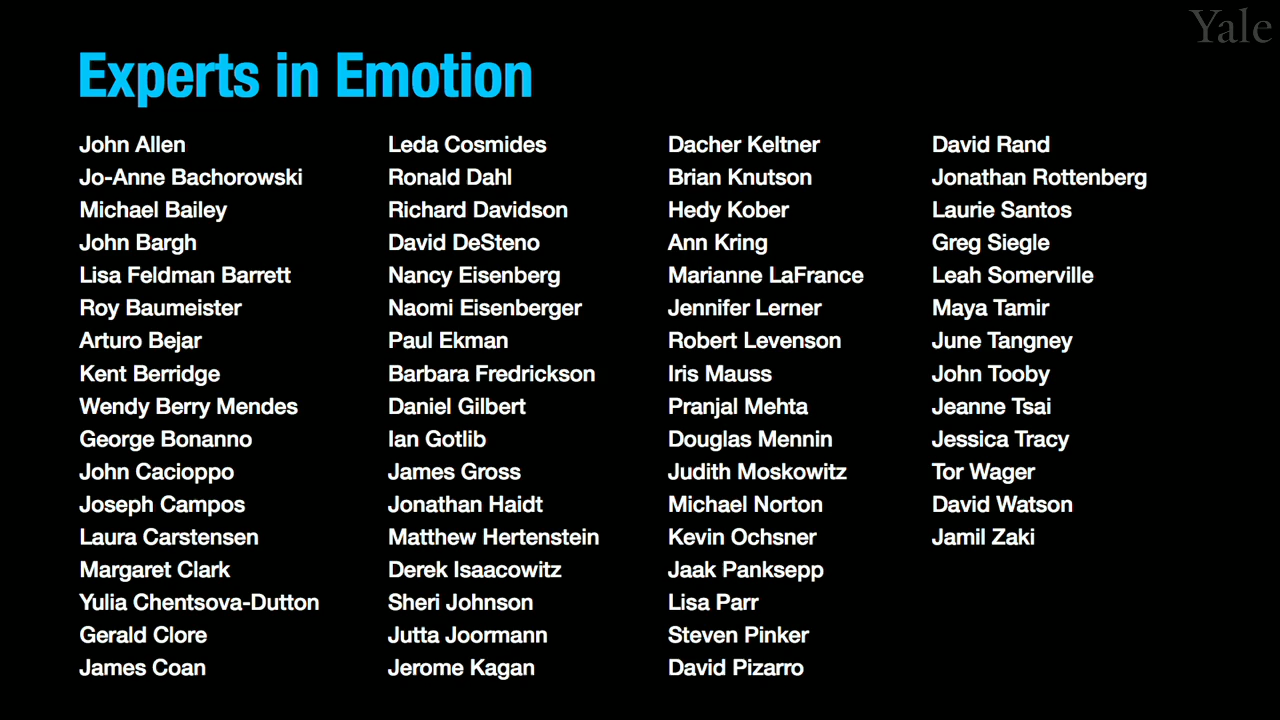 Yale
Experts in Emotion
John Allen
Jo-Anne Bachorowski
Michael Bailey
John Bargh
Lisa Feldman Barrett
Roy Baumeister
Arturo Bejar
Kent Berridge
Wendy Berry Mendes
George Bonanno
John Cacioppo
Joseph Campos
Laura Carstensen
Margaret Clark
Yulia Chentsova-Dutton
Gerald Clore
James Coan
Leda Cosmides
Ronald Dahl
Richard Davidson
David DeSteno
Nancy Eisenberg
Naomi Eisenberger
Paul Ekman
Barbara Fredrickson
Daniel Gilbert
Ian Gotlib
James Gross
Jonathan Haidt
Matthew Hertenstein
Derek Isaacowitz
Sheri Johnson
Jutta Joormann
Jerome Kagan
Dacher Keltner
Brian Knutson
Hedy Kober
Ann Kring
Marianne LaFrance
Jennifer Lerner
Robert Levenson
Iris Mauss
Pranjal Mehta
Douglas Mennin
Judith Moskowitz
Michael Norton
Kevin Ochsner
Jaak Panksepp
Lisa Parr
Steven Pinker
David Pizarro
David Rand
Jonathan Rottenberg
Laurie Santos
Greg Siegle
Leah Somerville
Maya Tamir
June Tangney
John Tooby
Jeanne Tsai
Jessica Tracy
Tor Wager
David Watson
Jamil Zaki